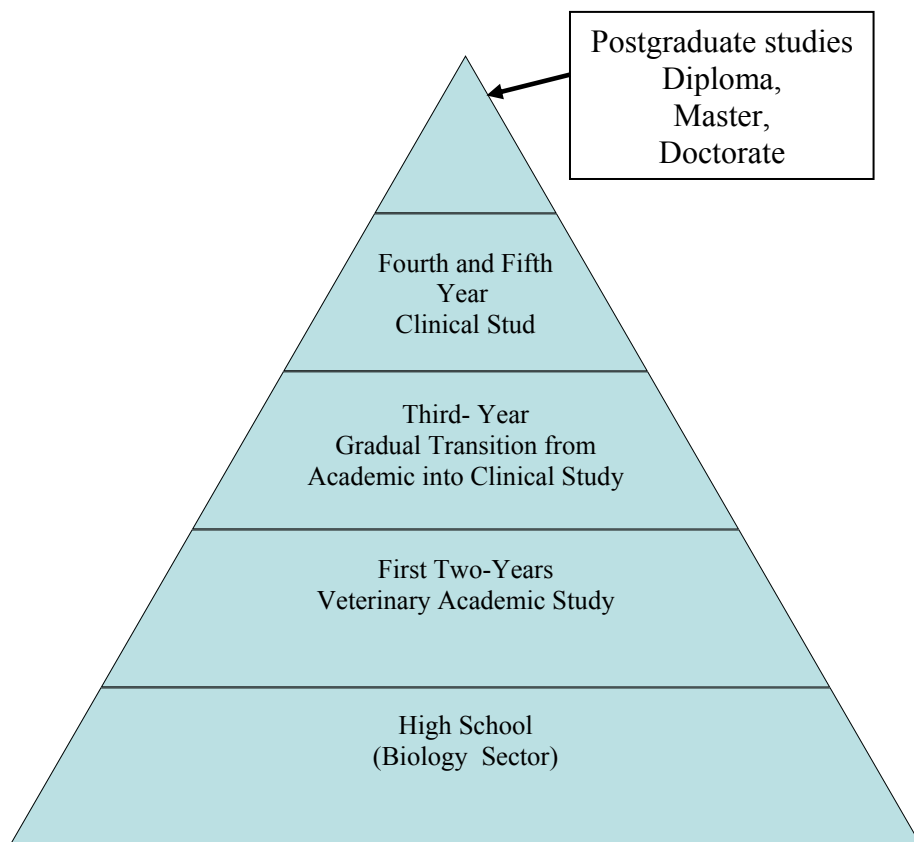 Postgraduate studies
Diploma,
Master,
Doctorate
Fourth and Fifth
Year
Clinical Stud
Third- Year
Gradual Transition from
Academic into Clinical Study
First Two-Years
Veterinary Academic Study
High School
(Biology Sector)